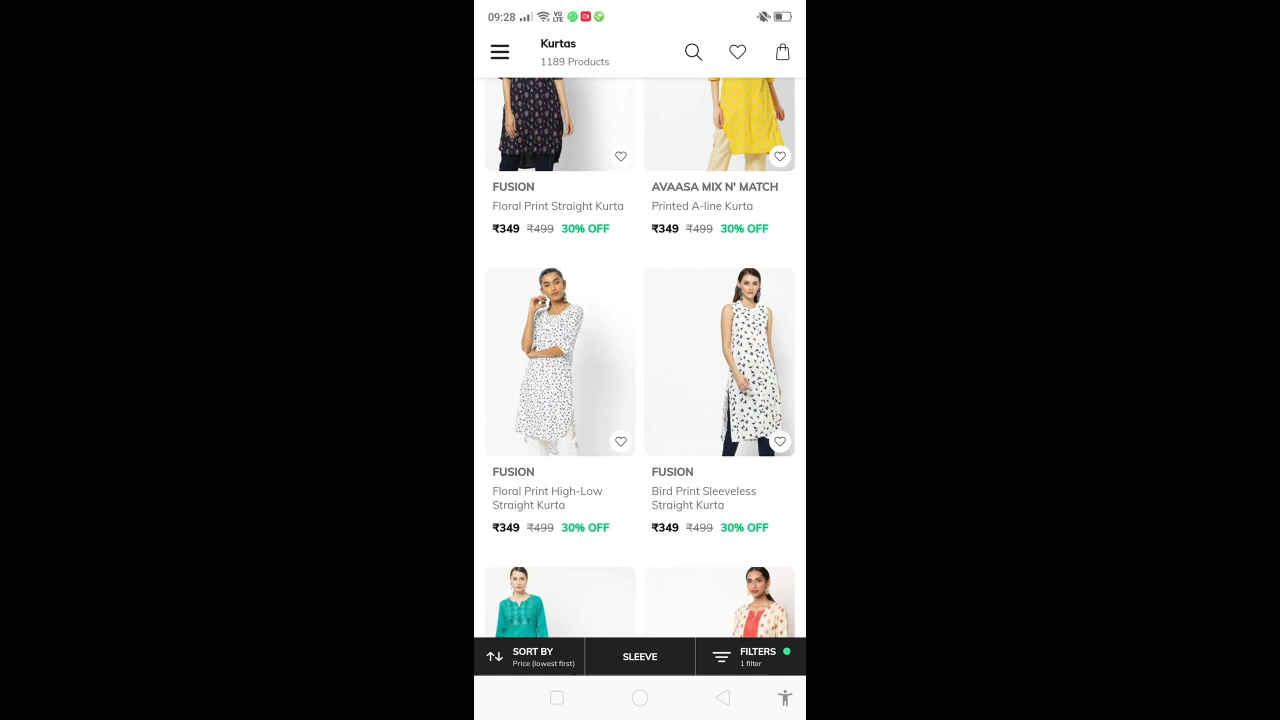 09:28
VO
LTE
Kurtas
1189 Products
FUSION
Floral Print Straight Kurta
₹349 ₹499 30% OFF
AVAASA MIX N' MATCH
Printed A-line Kurta
₹349 ₹499 30% OFF
FUSION
Floral Print High-Low
Straight Kurta
₹349 ₹499 30% OFF
FUSION
Bird Print Sleeveless
Straight Kurta
₹349 ₹499 30% OFF
SORT BY
Price (lowest first)
SLEEVE
FILTERS
1 filter